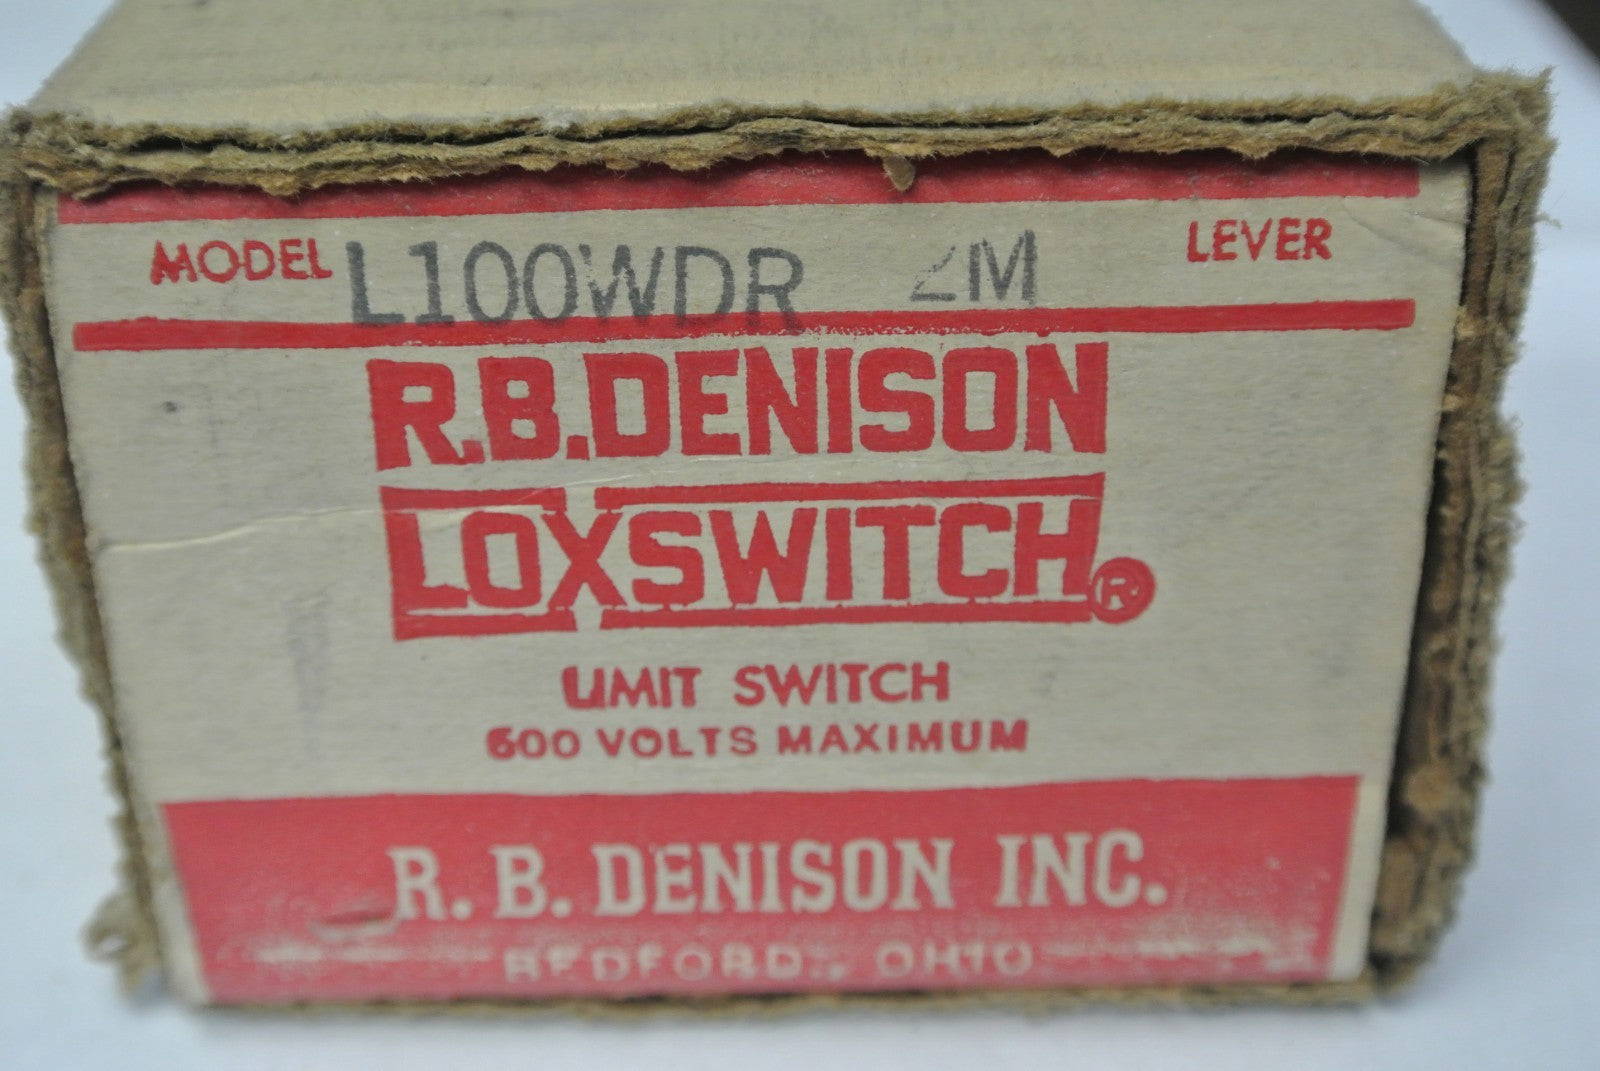 MODEL L100WDR 2M LEVER
R.B.DENISON
LOXSWITCH®
LIMIT SWITCH
600 VOLTS MAXIMUM
R. B. DENISON INC.
BEDFORD, OHIO